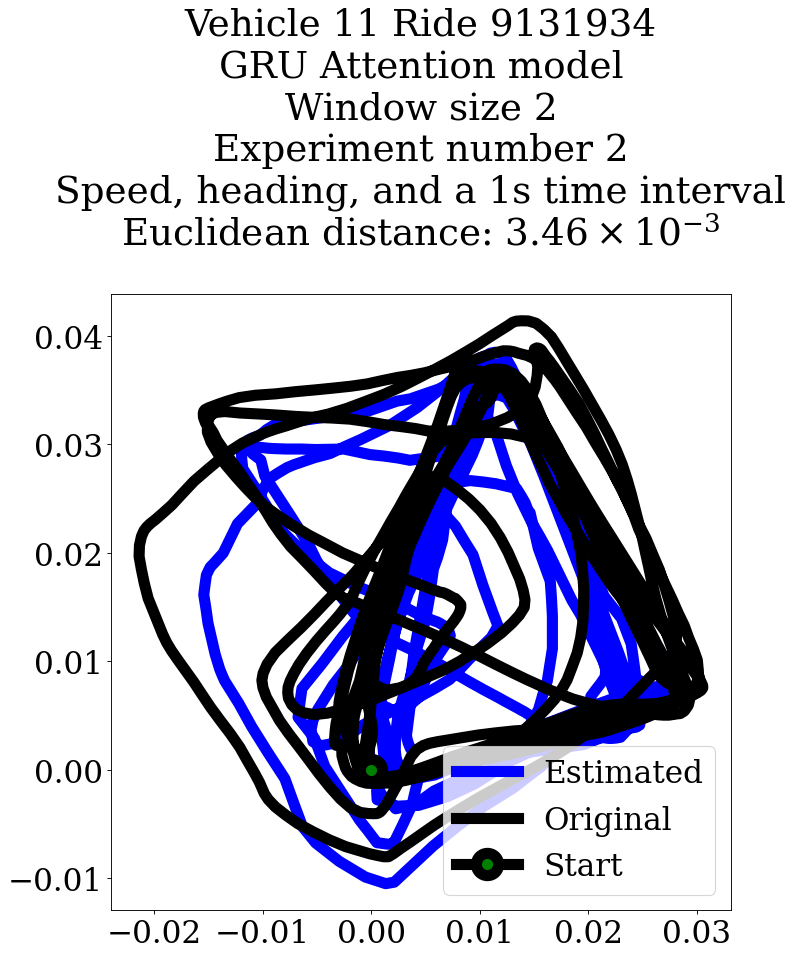 Vehicle 11 Ride 9131934
GRU Attention model
Window size 2
Experiment number 2
Speed, heading, and a 1s time interval
Euclidean distance: 3.46 × 10⁻³
0.04
0.03
0.02
0.01
0.00
−0.01
Estimated
Original
Start
−0.02 −0.01 0.00 0.01 0.02 0.03